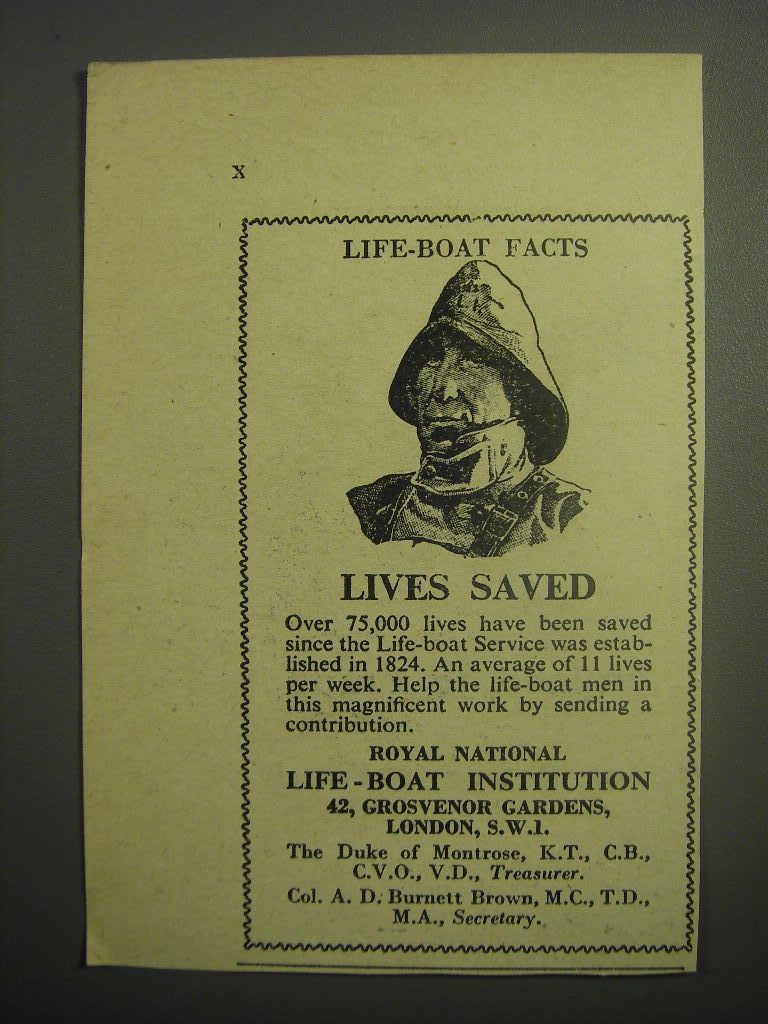 X
LIFE-BOAT FACTS
LIVES SAVED
Over 75,000 lives have been saved
since the Life-boat Service was estab-
lished in 1824. An average of 11 lives
per week. Help the life-boat men in
this magnificent work by sending a
contribution.
ROYAL NATIONAL
LIFE-BOAT INSTITUTION
42, GROSVENOR GARDENS,
LONDON, S.W.1.
The Duke of Montrose, K.T., C.B.,
C.V.O., V.D., Treasurer.
Col. A. D. Burnett Brown, M.C., T.D.,
M.A., Secretary.